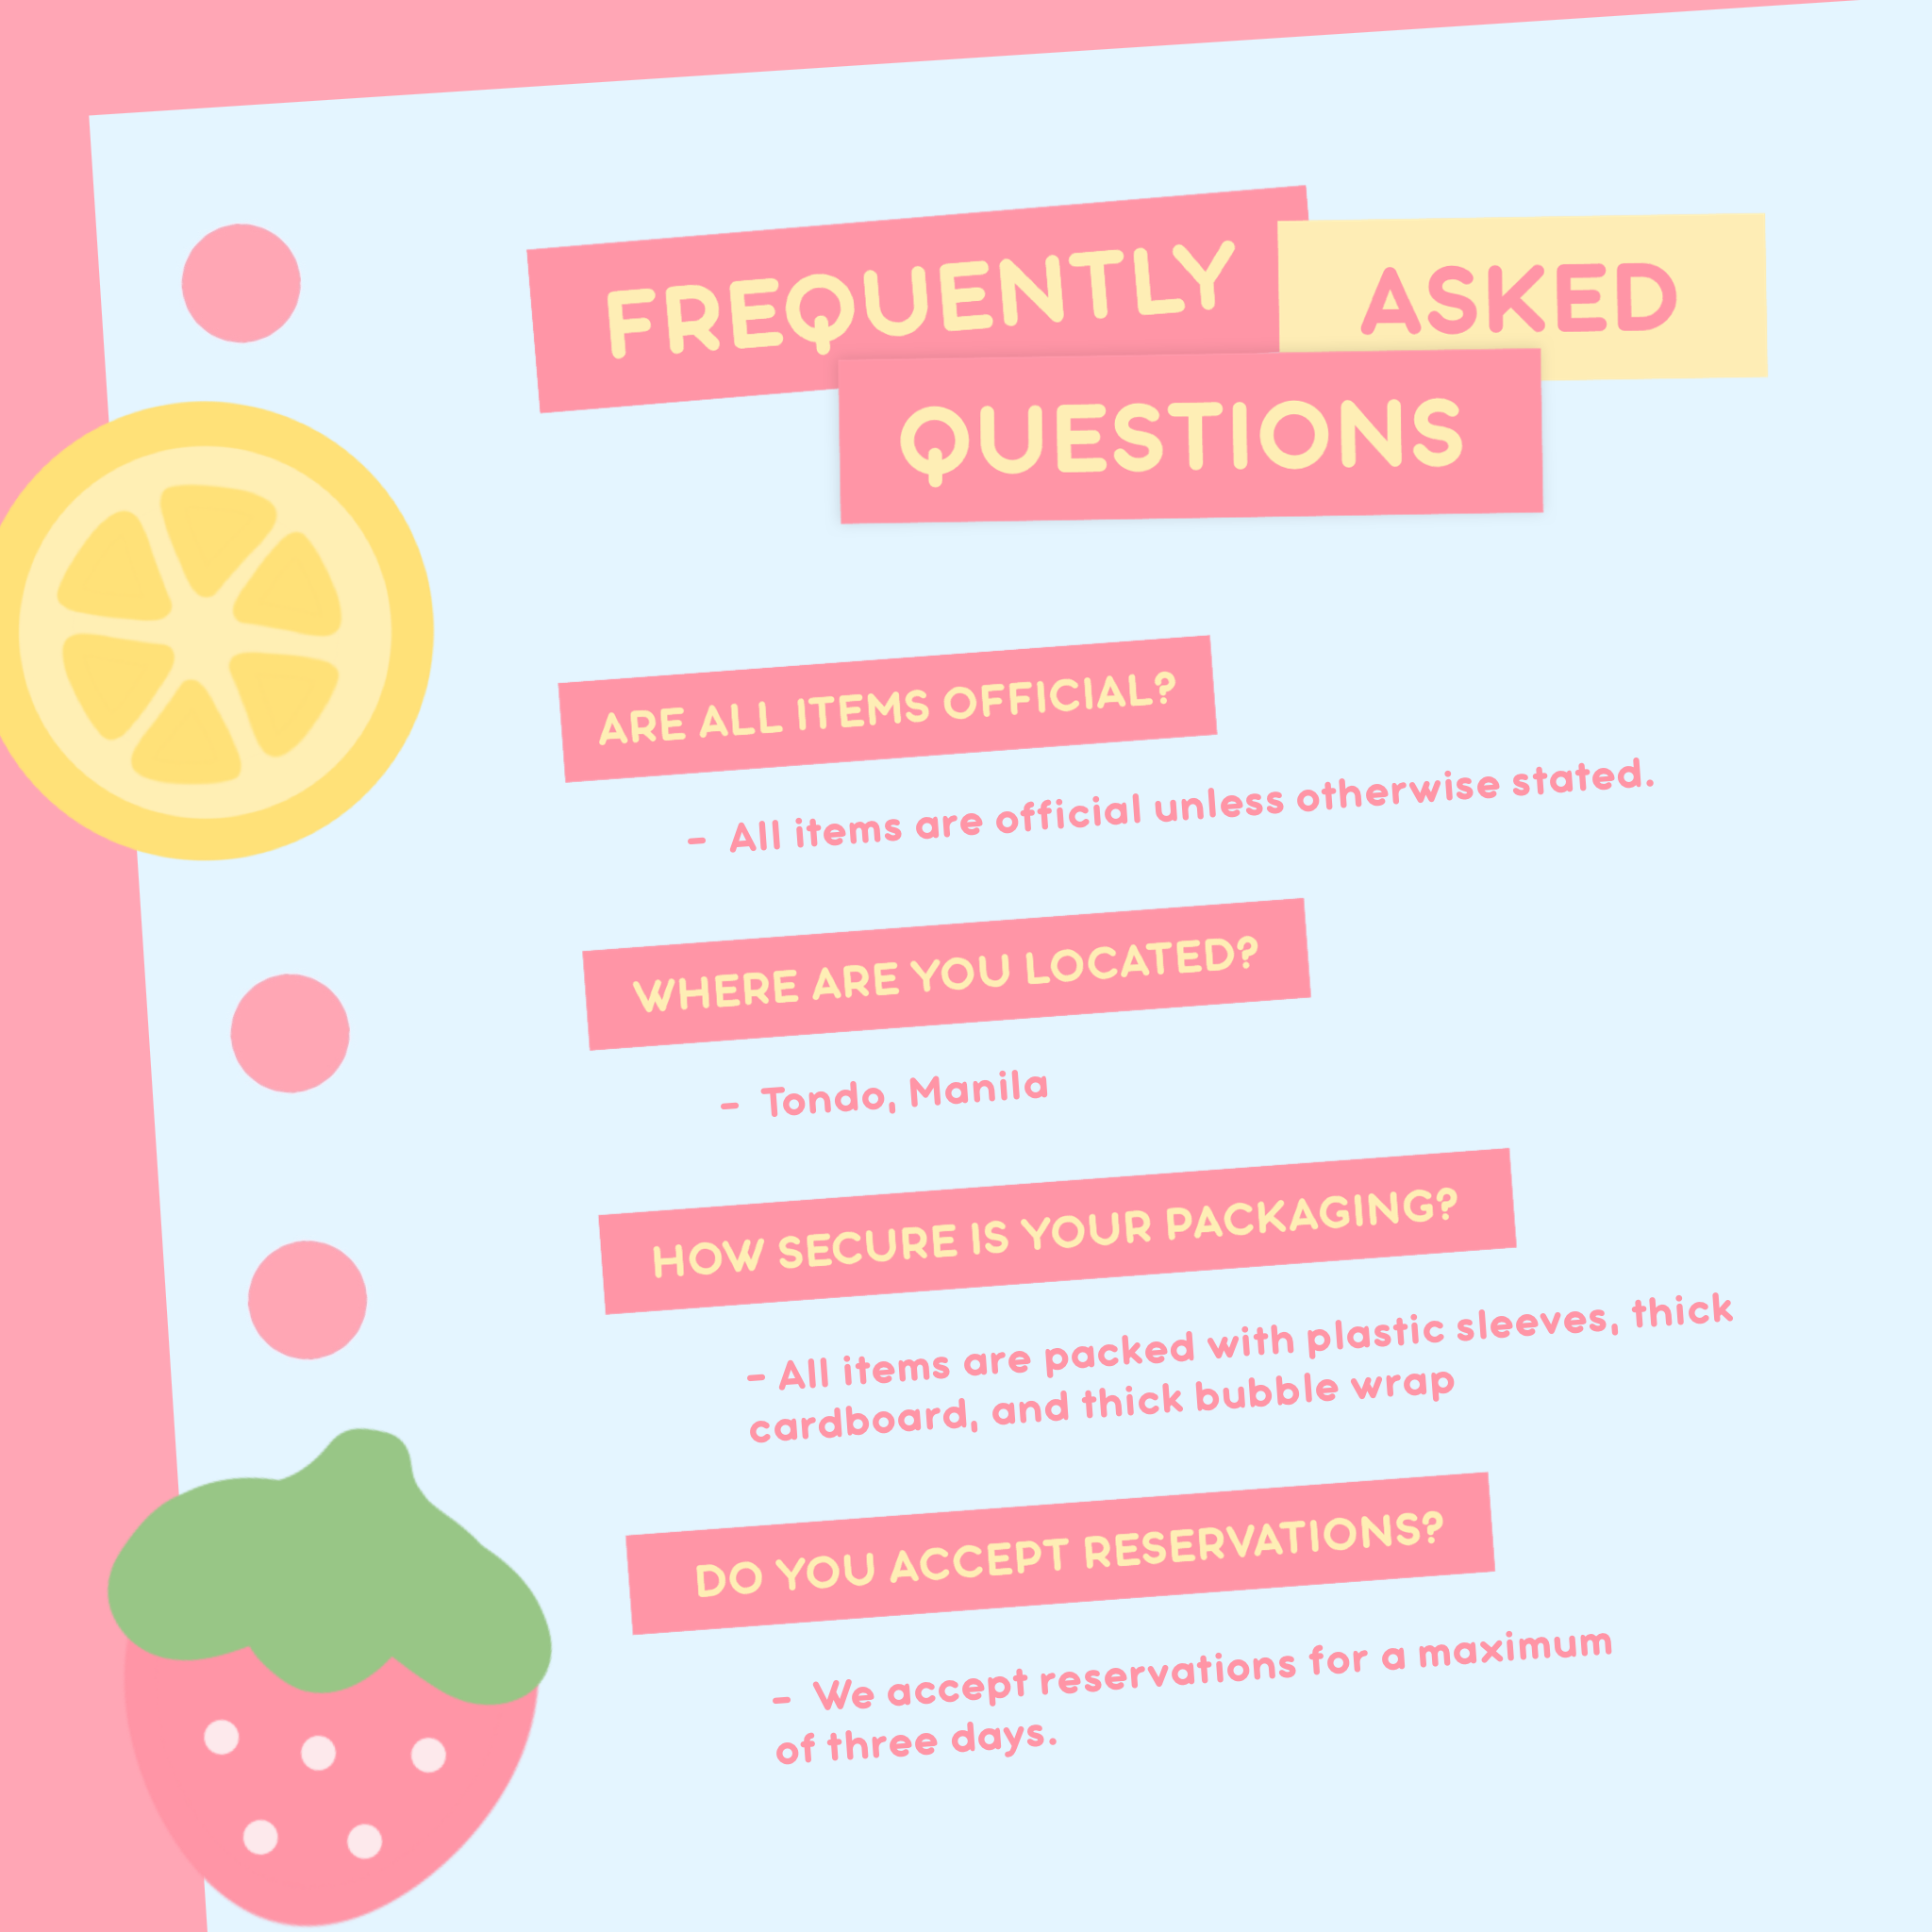 FREQUENTLY ASKED
QUESTIONS
ARE ALL ITEMS OFFICIAL?
- All items are official unless otherwise stated.
WHERE ARE YOU LOCATED?
- Tondo, Manila
HOW SECURE IS YOUR PACKAGING?
- All items are packed with plastic sleeves, thick
cardboard, and thick bubble wrap
DO YOU ACCEPT RESERVATIONS?
- We accept reservations for a maximum
of three days.